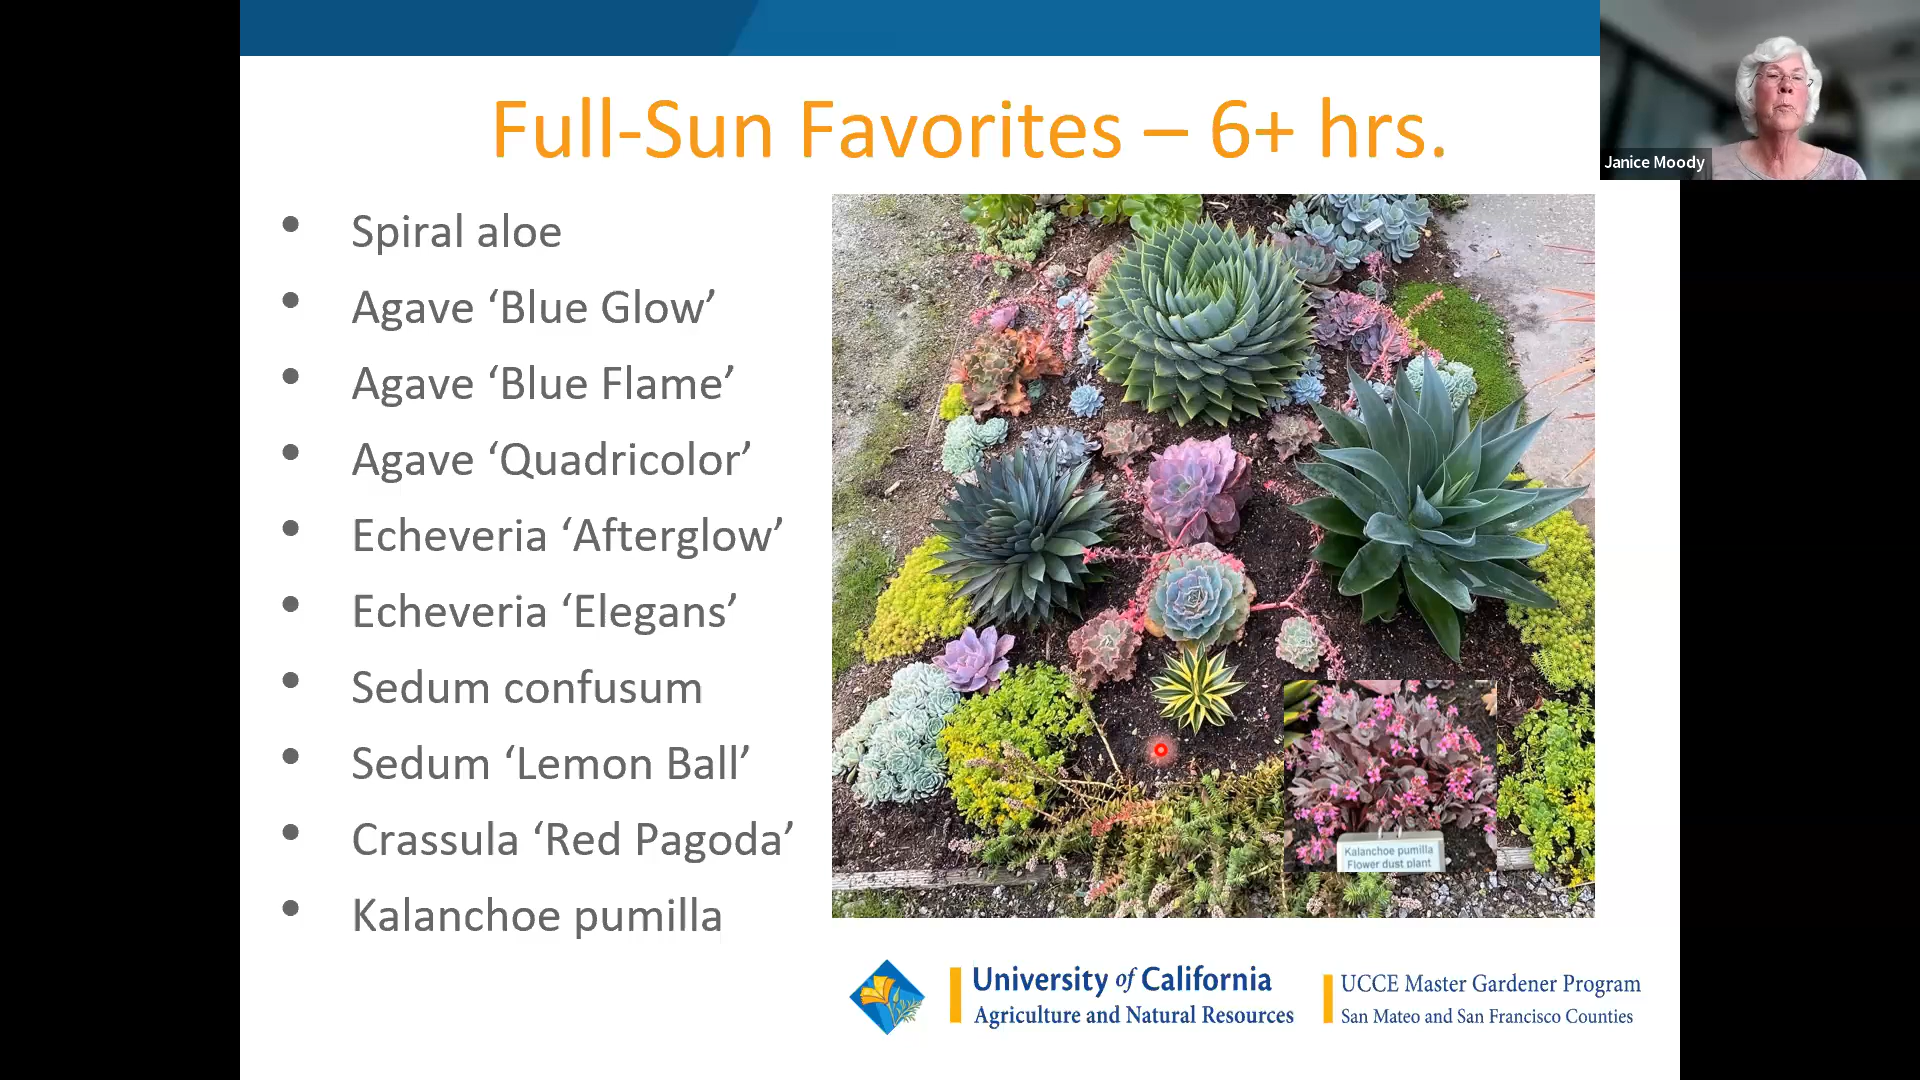 Full-Sun Favorites – 6+ hrs.
Janice Moody
• Spiral aloe
• Agave ‘Blue Glow’
• Agave ‘Blue Flame’
• Agave ‘Quadricolor’
• Echeveria ‘Afterglow’
• Echeveria ‘Elegans’
• Sedum confusum
• Sedum ‘Lemon Ball’
• Crassula ‘Red Pagoda’
• Kalanchoe pumilla
Kalanchoe pumilla
Flower dust plant
University of California
Agriculture and Natural Resources
UCCE Master Gardener Program
San Mateo and San Francisco Counties